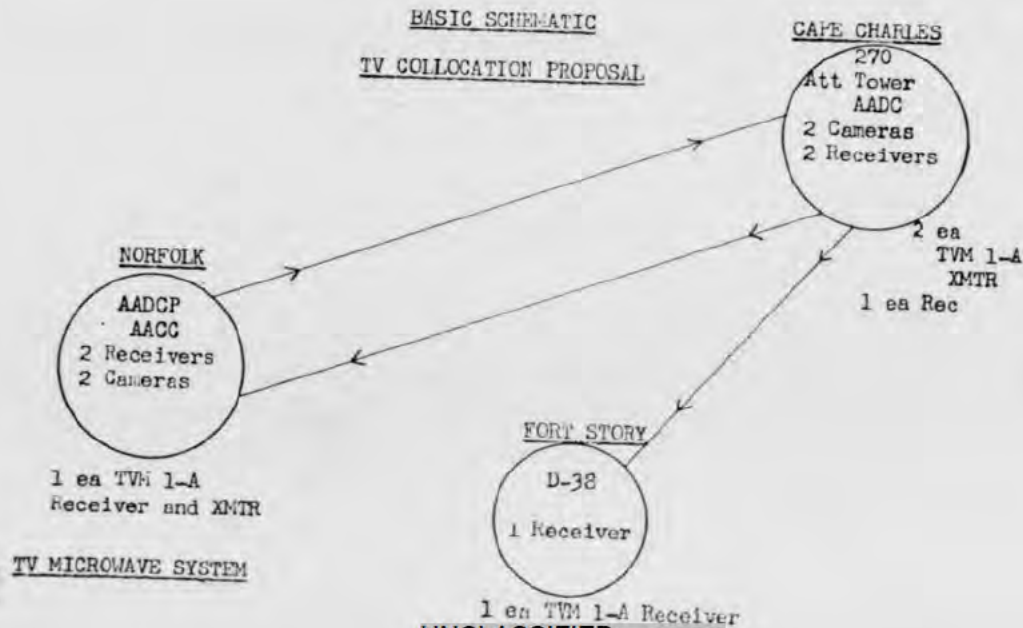 BASIC SCHEMATIC
TV COLLOCATION PROPOSAL
CAPE CHARLES
270
Att Tower
AADC
2 Cameras
2 Receivers
2 ea
TVM 1-A
XMTR
1 ea Rec
NORFOLK
AADCP
AACC
2 Receivers
2 Cameras
1 ea TVM 1-A
Receiver and XMTR
FORT STORY
D-38
1 Receiver
1 ea TVM 1-A Receiver
TV MICROWAVE SYSTEM